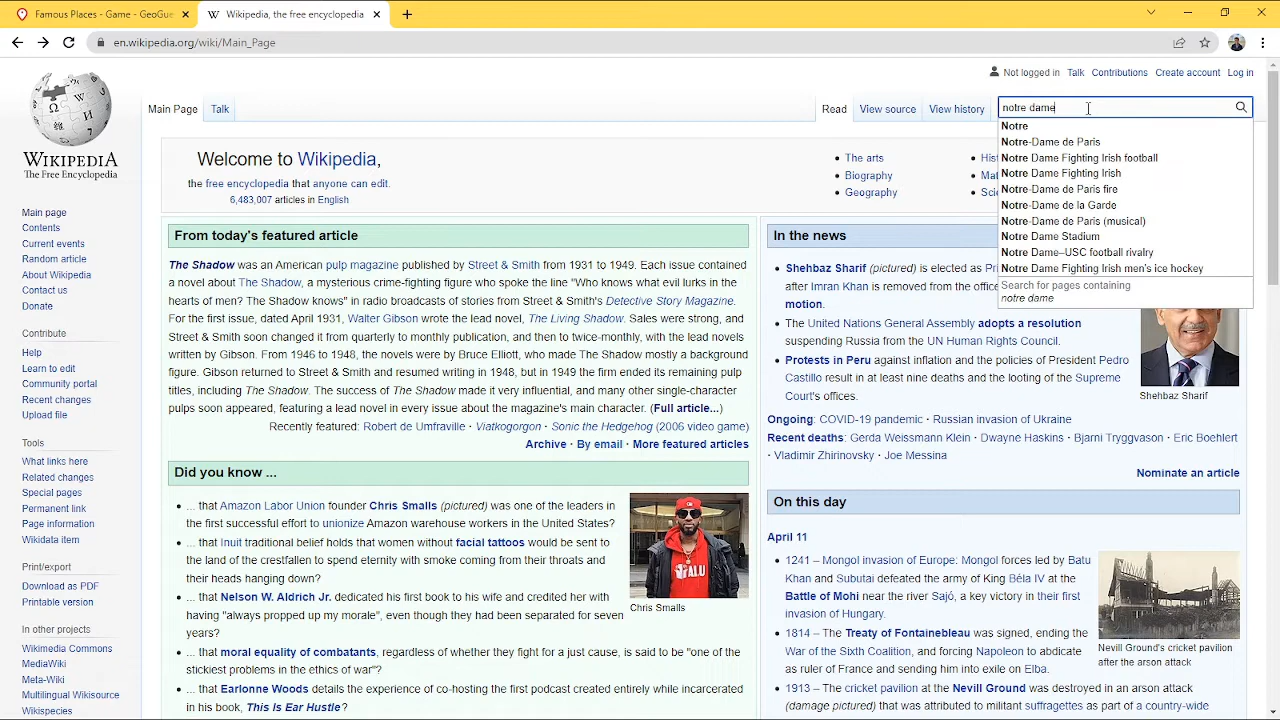 Famous Places - Game - GeoGue
Wikipedia, the free encyclopedia
en.wikipedia.org/wiki/Main_Page
Not logged in Talk Contributions Create account Log in
Main Page Talk
Read View source View history
notre dame
Notre
Notre-Dame de Paris
Notre Dame Fighting Irish football
Notre Dame Fighting Irish
Notre-Dame de Paris fire
Notre-Dame de la Garde
Notre-Dame de Paris (musical)
Notre Dame Stadium
Notre Dame–USC football rivalry
Notre Dame Fighting Irish men's ice hockey
Search for pages containing
notre dame
WIKIPEDIA
The Free Encyclopedia
Main page
Contents
Current events
Random article
About Wikipedia
Contact us
Donate
Contribute
Help
Learn to edit
Community portal
Recent changes
Upload file
Tools
What links here
Related changes
Special pages
Permanent link
Page information
Wikidata item
Print/export
Download as PDF
Printable version
In other projects
Wikimedia Commons
MediaWiki
Meta-Wiki
Multilingual Wikisource
Wikispecies
Welcome to Wikipedia,
the free encyclopedia that anyone can edit.
6,483,007 articles in English
The arts
Biography
Geography
From today's featured article
The Shadow was an American pulp magazine published by Street & Smith from 1931 to 1949. Each issue contained
a novel about The Shadow, a mysterious crime-fighting figure who spoke the line "Who knows what evil lurks in the
hearts of men? The Shadow knows" in radio broadcasts of stories from Street & Smith's Detective Story Magazine.
For the first issue, dated April 1931, Walter Gibson wrote the lead novel, The Living Shadow. Sales were strong, and
Street & Smith soon changed it from quarterly to monthly publication, and then to twice-monthly, with the lead novels
written by Gibson. From 1946 to 1948, the novels were by Bruce Elliott, who made The Shadow mostly a background
figure. Gibson returned to Street & Smith and resumed writing in 1948, but in 1949 the firm ended its remaining pulp
titles, including The Shadow. The success of The Shadow made it very influential, and many other single-character
pulps soon appeared, featuring a lead novel in every issue about the magazine's main character. (Full article...)
Recently featured: Robert de Umfraville · Viatkogorgon · Sonic the Hedgehog (2006 video game)
Archive · By email · More featured articles
Did you know ...
... that Amazon Labor Union founder Chris Smalls (pictured) was one of the leaders in
the first successful effort to unionize Amazon warehouse workers in the United States?
... that Inuit traditional belief holds that women without facial tattoos would be sent to
the land of the crestfallen to spend eternity with smoke coming from their throats and
their heads hanging down?
... that Nelson W. Aldrich Jr. dedicated his first book to his wife and credited her with
having "always propped up my morale", even though they had been separated for seven
years?
... that moral equality of combatants, regardless of whether they fight for a just cause, is said to be "one of the
stickiest problems in the ethics of war"?
... that Earlonne Woods details the experience of co-hosting the first podcast created entirely while incarcerated
in his book, This Is Ear Hustle?
ALU
Chris Smalls
In the news
Shehbaz Sharif (pictured) is elected as Pri
after Imran Khan is removed from the office
motion.
The United Nations General Assembly adopts a resolution
suspending Russia from the UN Human Rights Council.
Protests in Peru against inflation and the policies of President Pedro
Castillo result in at least nine deaths and the looting of the Supreme
Court's offices.
Shehbaz Sharif
Ongoing: COVID-19 pandemic · Russian invasion of Ukraine
Recent deaths: Gerda Weissmann Klein · Dwayne Haskins · Bjarni Tryggvason · Eric Boehlert
· Vladimir Zhirinovsky · Joe Messina
Nominate an article
On this day
April 11
1241 – Mongol invasion of Europe: Mongol forces led by Batu
Khan and Subutai defeated the army of King Béla IV at the
Battle of Mohi near the river Sajó, a key victory in their first
invasion of Hungary.
1814 – The Treaty of Fontainebleau was signed, ending the
War of the Sixth Coalition, and forcing Napoleon to abdicate
as ruler of France and sending him into exile on Elba.
1913 – The cricket pavilion at the Nevill Ground was destroyed in an arson attack
(damage pictured) that was attributed to militant suffragettes as part of a country-wide
Nevill Ground's cricket pavilion
after the arson attack